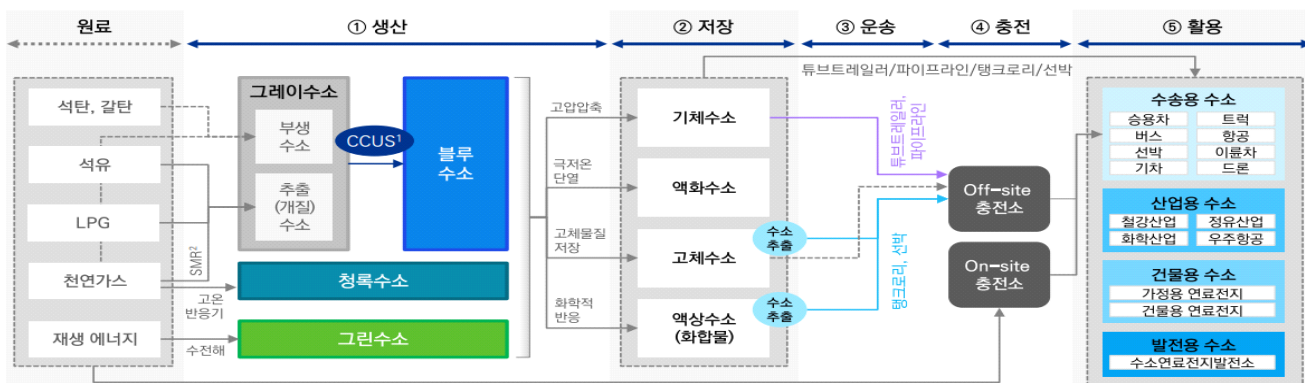 원료
① 생산
② 저장
③ 운송
④ 충전
⑤ 활용
튜브트레일러/파이프라인/탱크로리/선박
석탄, 갈탄
석유
LPG
천연가스
재생 에너지
SMR2
고온
반응기
수전해
그레이수소
부생
수소
추출
(개질)
수소
CCUS1
블루
수소
청록수소
그린수소
고압압축
극저온
단열
고체물질
저장
화학적
반응
기체수소
액화수소
고체수소
액상수소
(화합물)
수소
추출
수소
추출
튜브트레일러,
파이프라인
탱크로리, 선박
Off-site
충전소
On-site
충전소
수송용 수소
승용차 트럭
버스 항공
선박 이륜차
기차 드론
산업용 수소
철강산업 정유산업
화학산업 우주항공
건물용 수소
가정용 연료전지
건물용 연료전지
발전용 수소
수소연료전지발전소